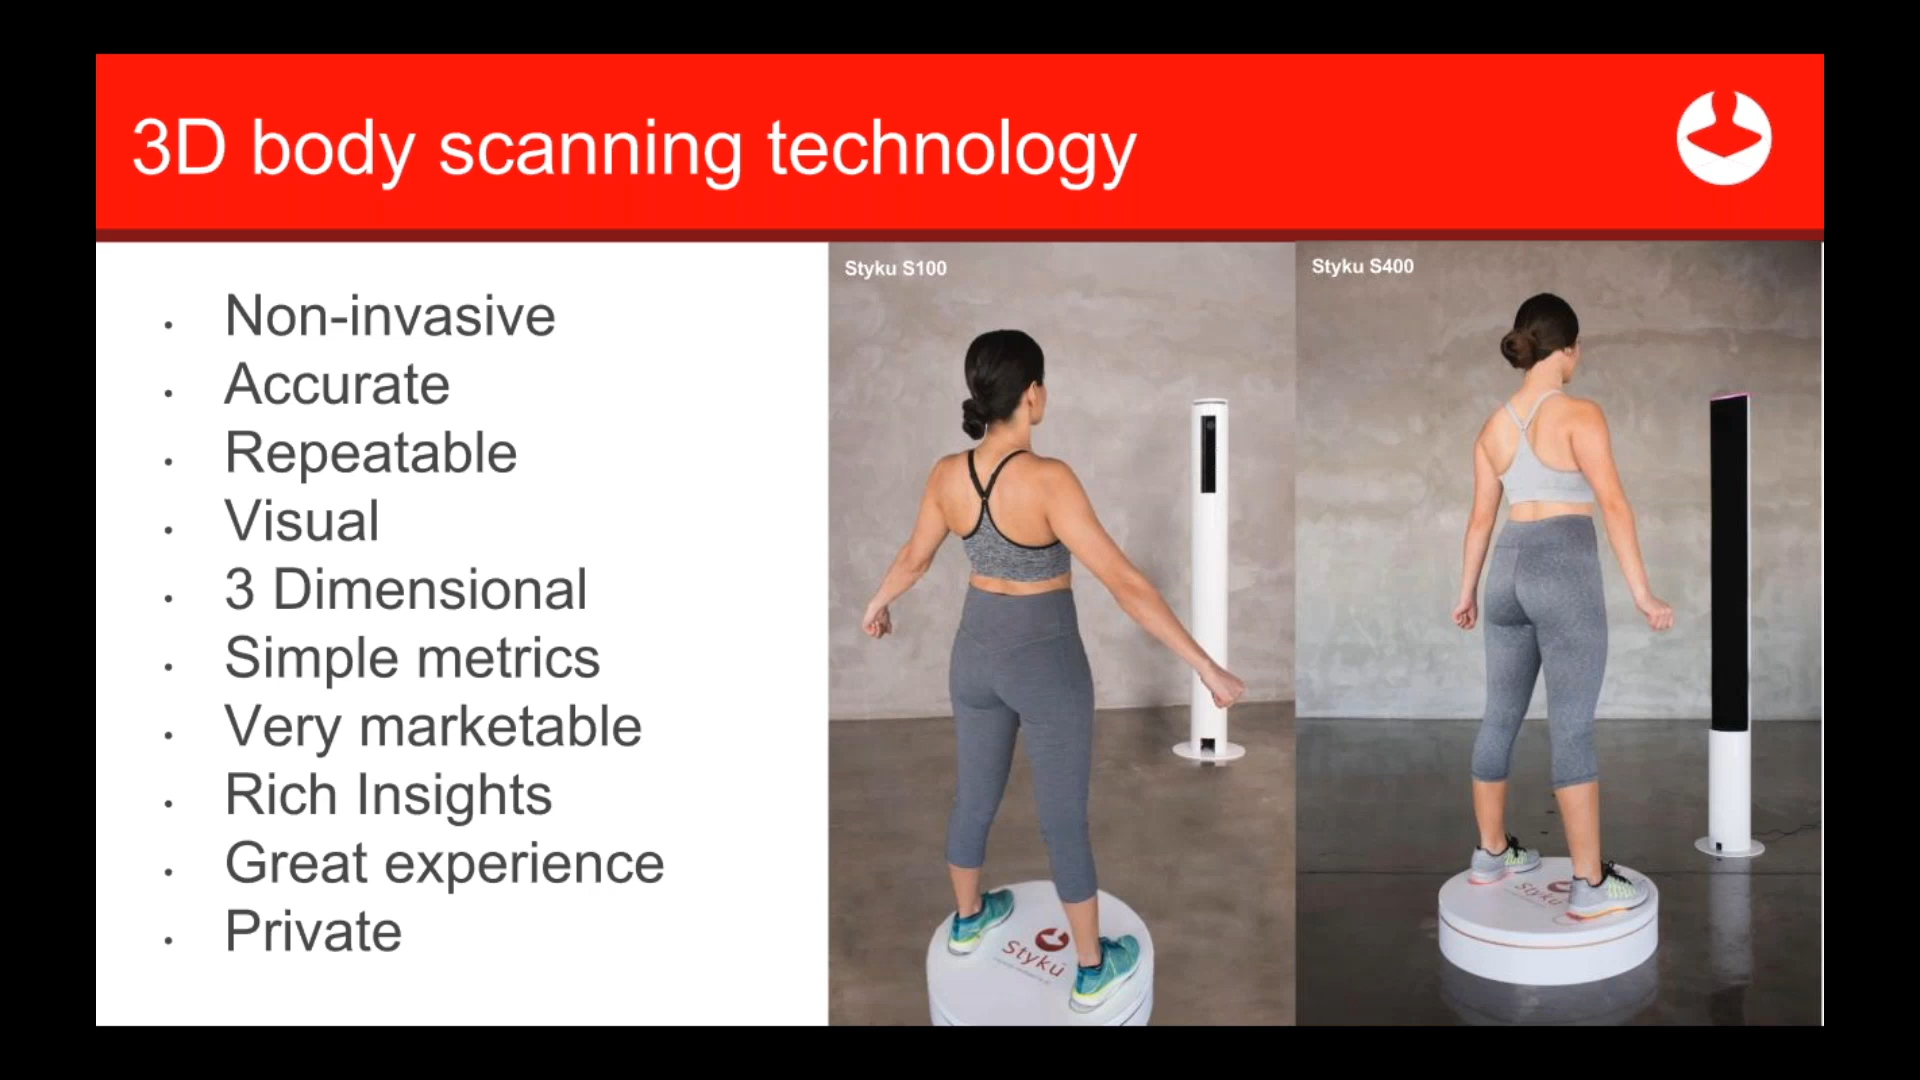 3D body scanning technology
Non-invasive
Accurate
Repeatable
Visual
3 Dimensional
Simple metrics
Very marketable
Rich Insights
Great experience
Private
Styku S100
Styku S400
styku
styku